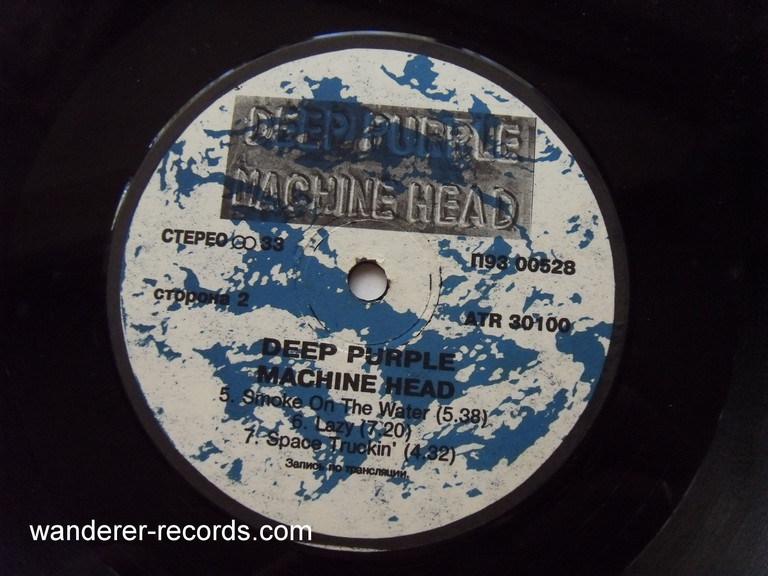 DEEP PURPLE
MACHINE HEAD
СТЕРЕО 33
П93 00528
сторона 2
ATR 30100
DEEP PURPLE
MACHINE HEAD
5. Smoke On The Water (5.38)
6. Lazy (7.20)
7. Space Truckin' (4.32)
Запись по трансляции.
wanderer-records.com